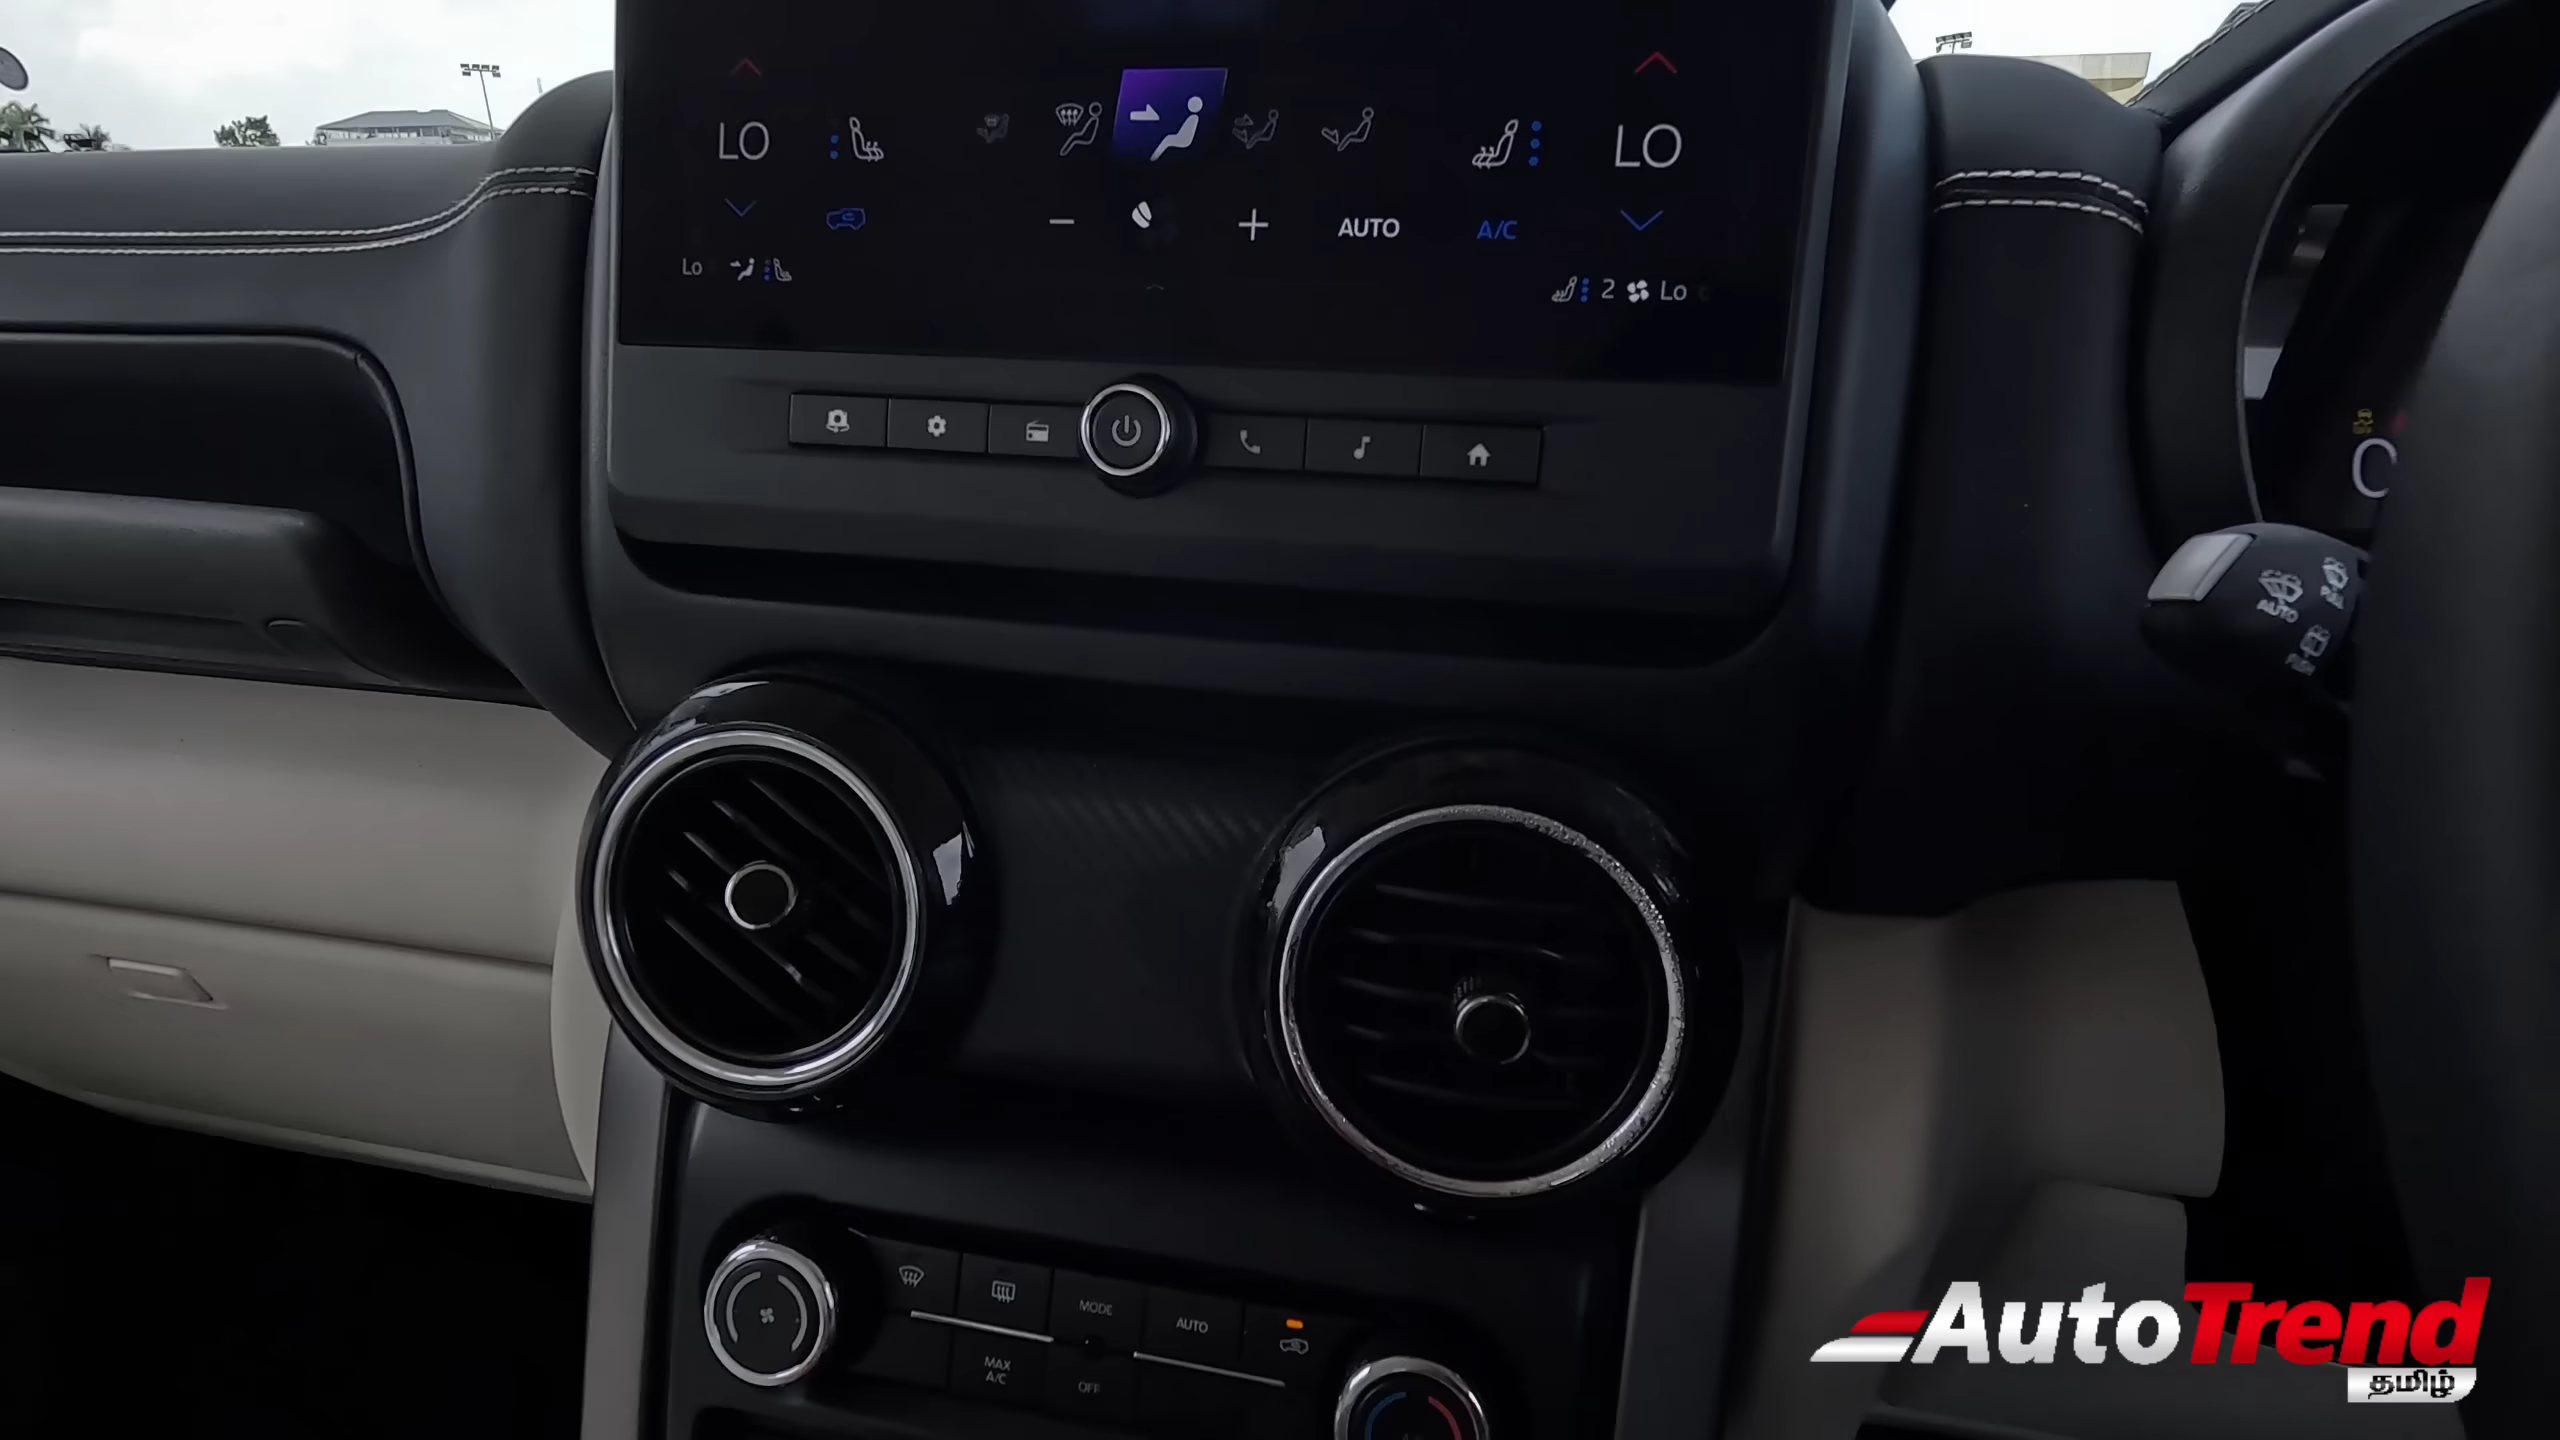 LO
LO
AUTO
A/C
Lo
2
Lo
AUTO
MODE
AUTO
MAX
A/C
OFF
AutoTrend
தமிழ்